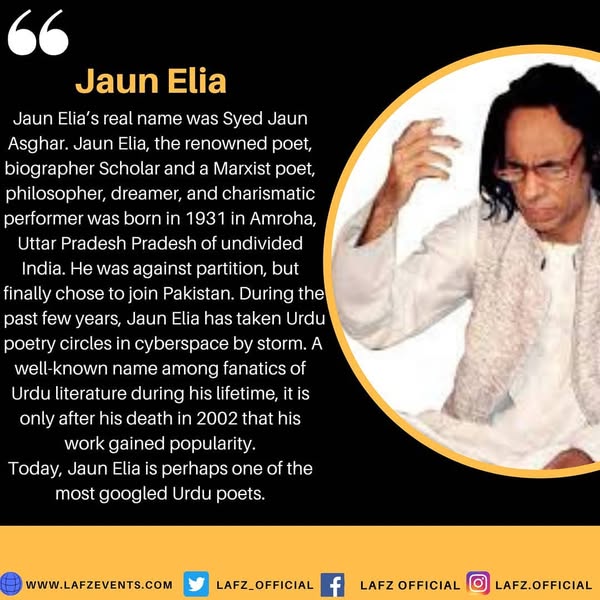 Jaun Elia
Jaun Elia’s real name was Syed Jaun
Asghar. Jaun Elia, the renowned poet,
biographer Scholar and a Marxist poet,
philosopher, dreamer, and charismatic
performer was born in 1931 in Amroha,
Uttar Pradesh Pradesh of undivided
India. He was against partition, but
finally chose to join Pakistan. During the
past few years, Jaun Elia has taken Urdu
poetry circles in cyberspace by storm. A
well-known name among fanatics of
Urdu literature during his lifetime, it is
only after his death in 2002 that his
work gained popularity.
Today, Jaun Elia is perhaps one of the
most googled Urdu poets.
WWW.LAFZEVENTS.COM LAFZ_OFFICIAL LAFZ OFFICIAL LAFZ.OFFICIAL